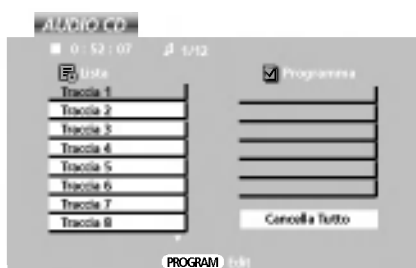 AUDIO CD
0:52:07 1/12
Lista
Programma
Traccia 1
Traccia 2
Traccia 3
Traccia 4
Traccia 5
Traccia 6
Traccia 7
Traccia 8
Cancella Tutto
PROGRAM Edit